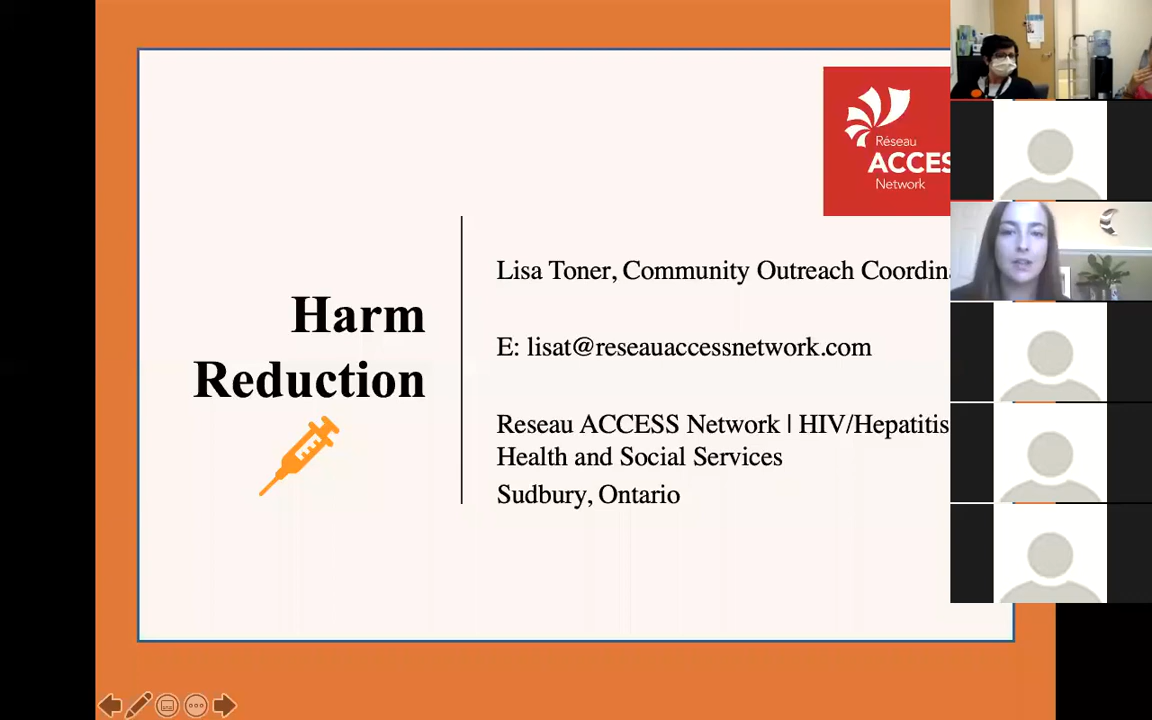 Réseau
ACCES
Network
Harm
Reduction
Lisa Toner, Community Outreach Coordin
E: lisat@reseauaccessnetwork.com
Reseau ACCESS Network | HIV/Hepatitis
Health and Social Services
Sudbury, Ontario